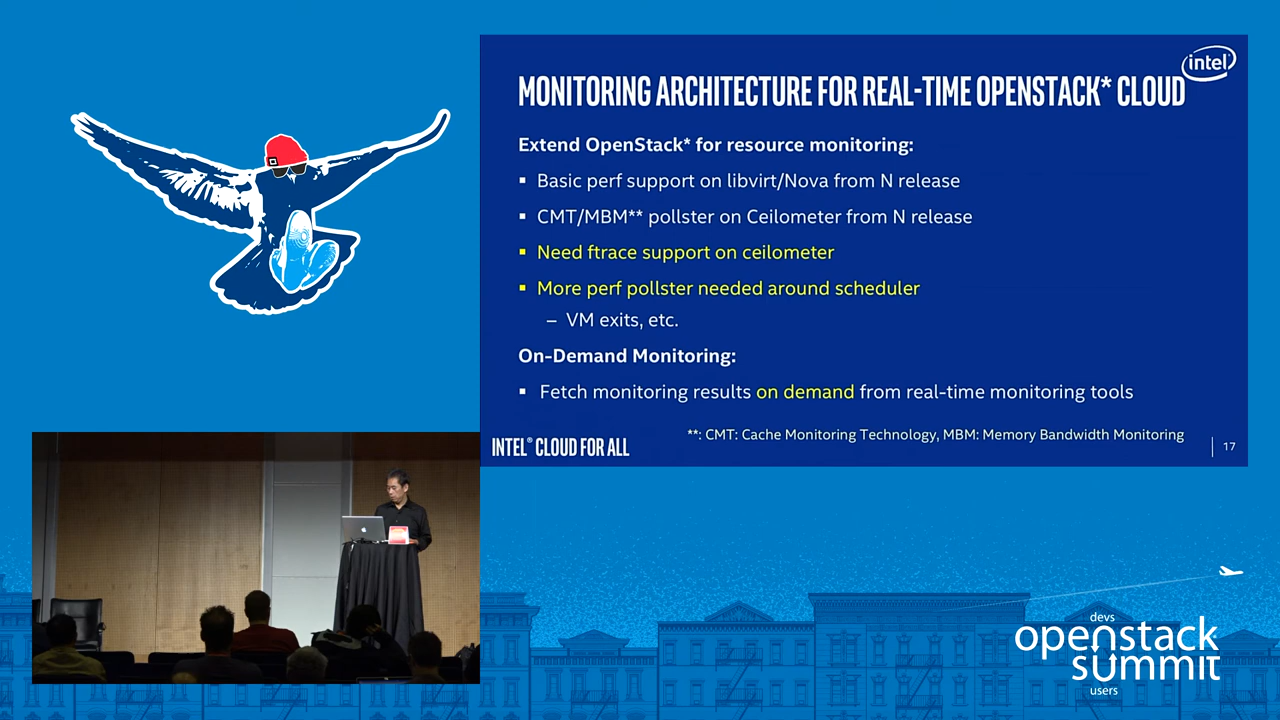 intel
MONITORING ARCHITECTURE FOR REAL-TIME OPENSTACK* CLOUD
Extend OpenStack* for resource monitoring:
▪ Basic perf support on libvirt/Nova from N release
▪ CMT/MBM** pollster on Ceilometer from N release
▪ Need ftrace support on ceilometer
▪ More perf pollster needed around scheduler
– VM exits, etc.
On-Demand Monitoring:
▪ Fetch monitoring results on demand from real-time monitoring tools
**: CMT: Cache Monitoring Technology, MBM: Memory Bandwidth Monitoring
INTEL® CLOUD FOR ALL
17
devs
openstack
summit
users